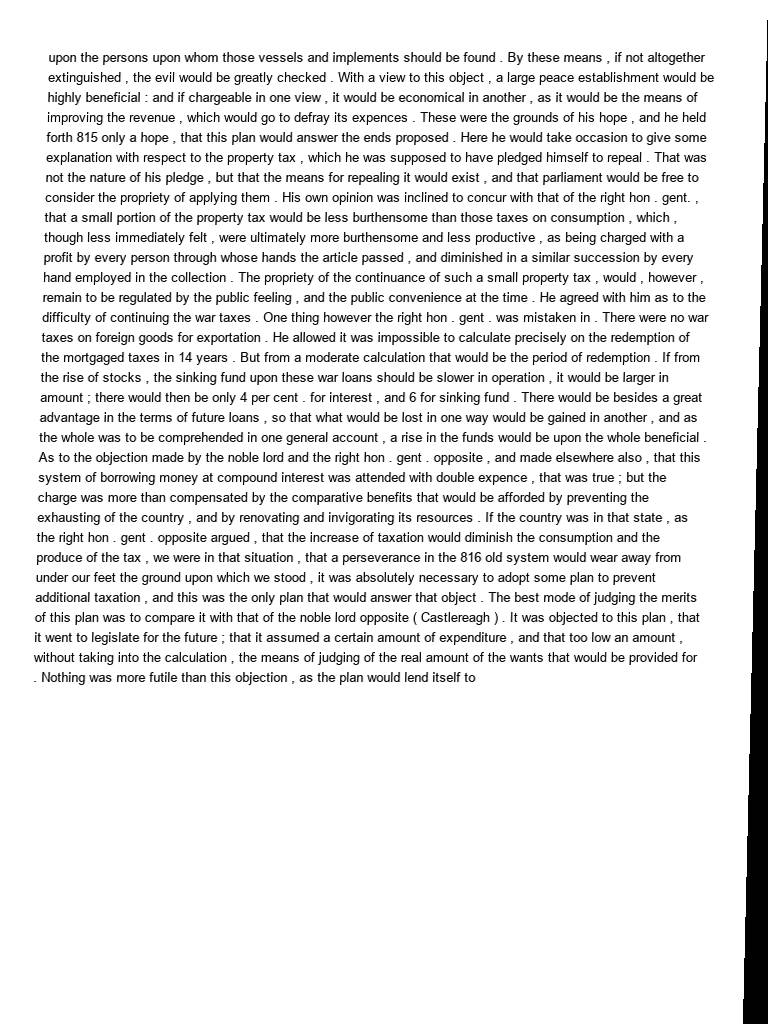 upon the persons upon whom those vessels and implements should be found . By these means , if not altogether
extinguished , the evil would be greatly checked . With a view to this object , a large peace establishment would be
highly beneficial : and if chargeable in one view , it would be economical in another , as it would be the means of
improving the revenue , which would go to defray its expences . These were the grounds of his hope , and he held
forth 815 only a hope , that this plan would answer the ends proposed . Here he would take occasion to give some
explanation with respect to the property tax , which he was supposed to have pledged himself to repeal . That was
not the nature of his pledge , but that the means for repealing it would exist , and that parliament would be free to
consider the propriety of applying them . His own opinion was inclined to concur with that of the right hon . gent. ,
that a small portion of the property tax would be less burthensome than those taxes on consumption , which ,
though less immediately felt , were ultimately more burthensome and less productive , as being charged with a
profit by every person through whose hands the article passed , and diminished in a similar succession by every
hand employed in the collection . The propriety of the continuance of such a small property tax , would , however ,
remain to be regulated by the public feeling , and the public convenience at the time . He agreed with him as to the
difficulty of continuing the war taxes . One thing however the right hon . gent . was mistaken in . There were no war
taxes on foreign goods for exportation . He allowed it was impossible to calculate precisely on the redemption of
the mortgaged taxes in 14 years . But from a moderate calculation that would be the period of redemption . If from
the rise of stocks , the sinking fund upon these war loans should be slower in operation , it would be larger in
amount ; there would then be only 4 per cent . for interest , and 6 for sinking fund . There would be besides a great
advantage in the terms of future loans , so that what would be lost in one way would be gained in another , and as
the whole was to be comprehended in one general account , a rise in the funds would be upon the whole beneficial .
As to the objection made by the noble lord and the right hon . gent . opposite , and made elsewhere also , that this
system of borrowing money at compound interest was attended with double expence , that was true ; but the
charge was more than compensated by the comparative benefits that would be afforded by preventing the
exhausting of the country , and by renovating and invigorating its resources . If the country was in that state , as
the right hon . gent . opposite argued , that the increase of taxation would diminish the consumption and the
produce of the tax , we were in that situation , that a perseverance in the 816 old system would wear away from
under our feet the ground upon which we stood , it was absolutely necessary to adopt some plan to prevent
additional taxation , and this was the only plan that would answer that object . The best mode of judging the merits
of this plan was to compare it with that of the noble lord opposite ( Castlereagh ) . It was objected to this plan , that
it went to legislate for the future ; that it assumed a certain amount of expenditure , and that too low an amount ,
without taking into the calculation , the means of judging of the real amount of the wants that would be provided for
. Nothing was more futile than this objection , as the plan would lend itself to